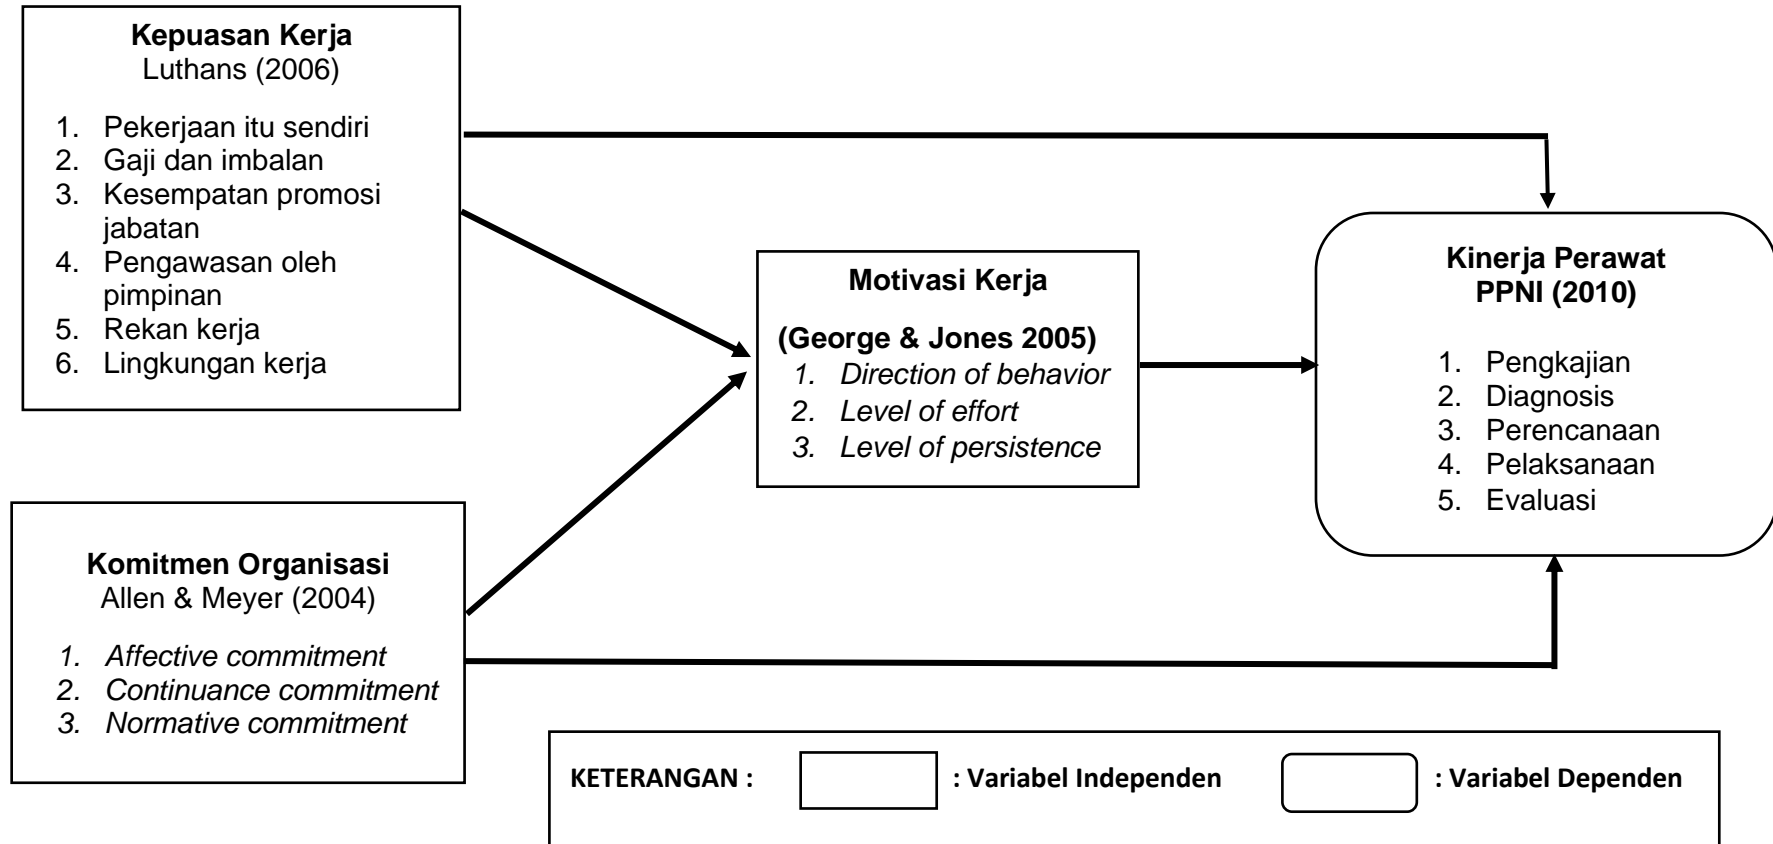 Kepuasan Kerja
Luthans (2006)
1. Pekerjaan itu sendiri
2. Gaji dan imbalan
3. Kesempatan promosi
jabatan
4. Pengawasan oleh
pimpinan
5. Rekan kerja
6. Lingkungan kerja
Motivasi Kerja
(George & Jones 2005)
1. Direction of behavior
2. Level of effort
3. Level of persistence
Kinerja Perawat
PPNI (2010)
1. Pengkajian
2. Diagnosis
3. Perencanaan
4. Pelaksanaan
5. Evaluasi
Komitmen Organisasi
Allen & Meyer (2004)
1. Affective commitment
2. Continuance commitment
3. Normative commitment
KETERANGAN : : Variabel Independen : Variabel Dependen